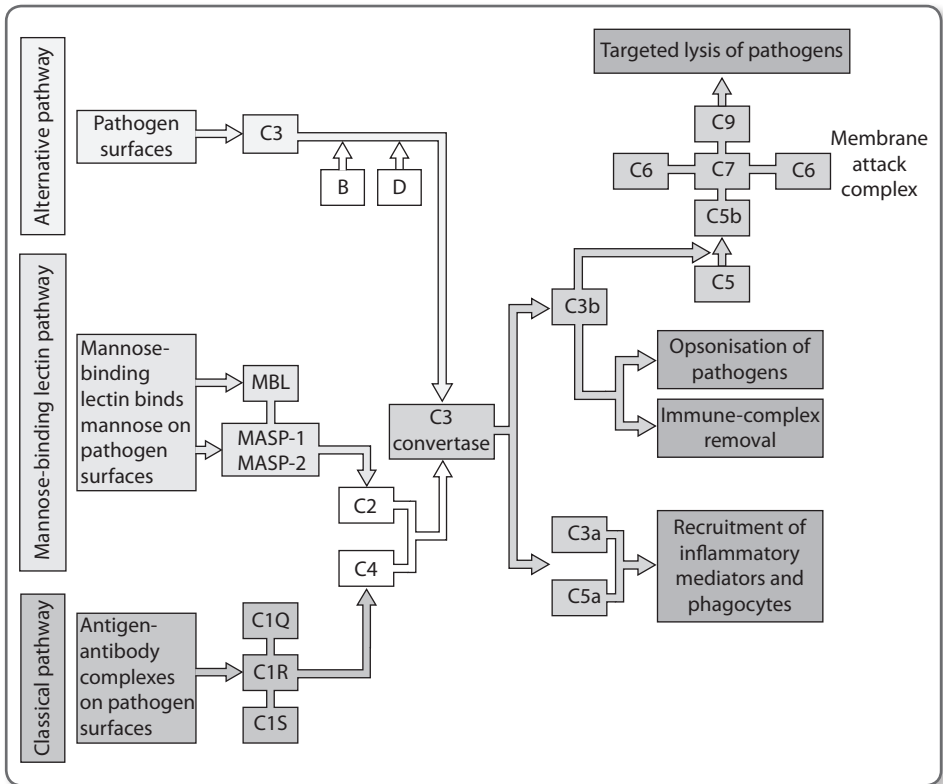 Alternative pathway
Pathogen
surfaces
C3
B
D
Mannose-binding lectin pathway
Mannose-
binding
lectin binds
mannose on
pathogen
surfaces
MBL
MASP-1
MASP-2
C2
C4
Classical pathway
Antigen-
antibody
complexes
on pathogen
surfaces
C1Q
C1R
C1S
C3
convertase
Targeted lysis of pathogens
C9
C6
C7
C6
C5b
C5
Membrane
attack
complex
C3b
Opsonisation of
pathogens
Immune-complex
removal
C3a
C5a
Recruitment of
inflammatory
mediators and
phagocytes